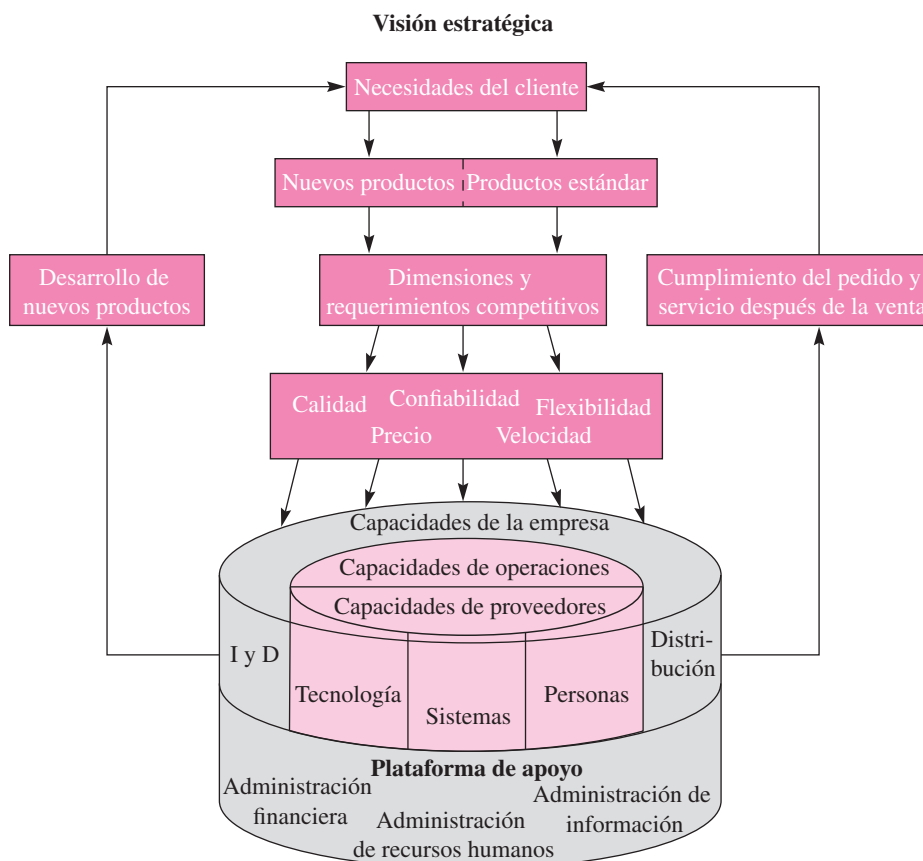 Visión estratégica
Necesidades del cliente
Nuevos productos
Productos estándar
Desarrollo de
nuevos productos
Dimensiones y
requerimientos competitivos
Cumplimiento del pedido y
servicio después de la venta
Calidad
Confiabilidad
Flexibilidad
Precio
Velocidad
Capacidades de la empresa
Capacidades de operaciones
Capacidades de proveedores
I y D
Tecnología
Sistemas
Personas
Distri-
bución
Plataforma de apoyo
Administración
financiera
Administración
de recursos humanos
Administración de
información